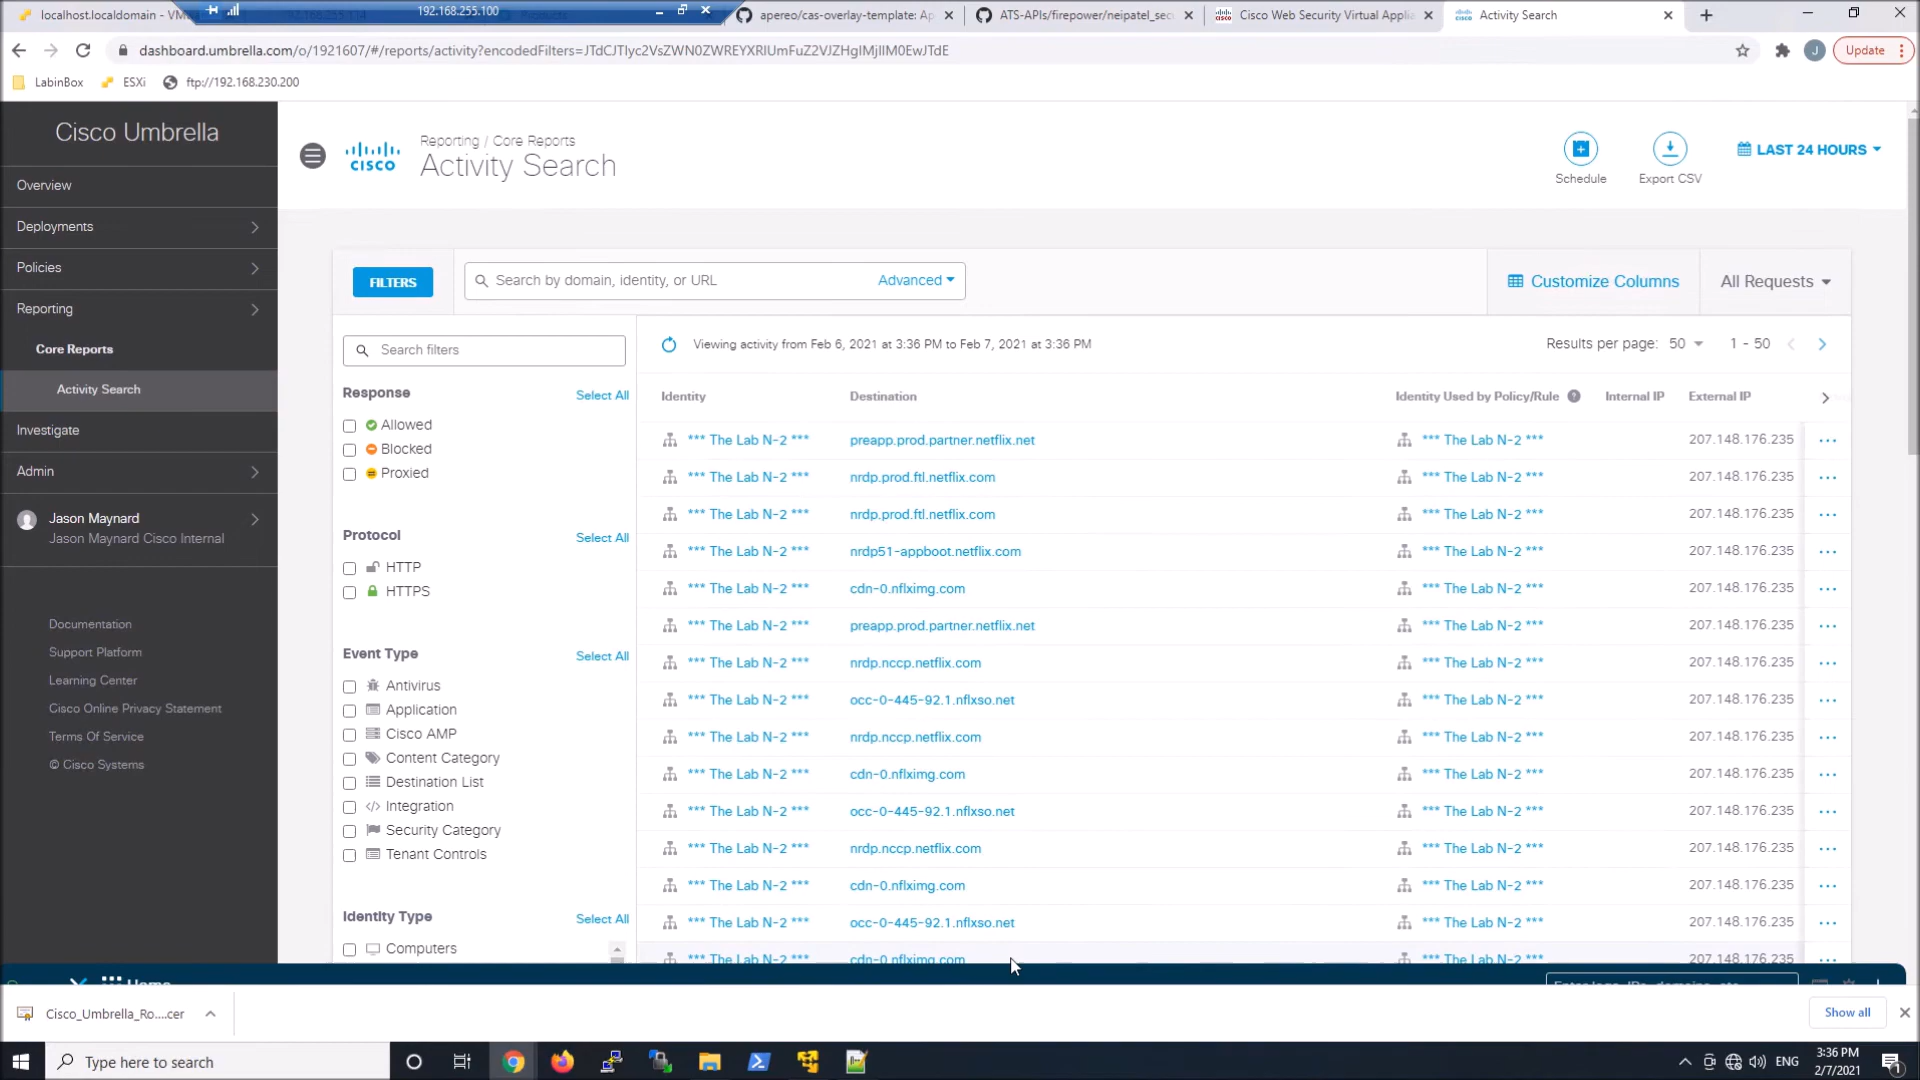 localhost.localdomain - VM
192.168.255.100
Products
apereo/cas-overlay-template: Ap
ATS-APIs/firepower/neipatel_sec
Cisco Web Security Virtual Applia
Activity Search
dashboard.umbrella.com/o/1921607/#/reports/activity?encodedFilters=JTdCJTIyc2VsZWN0ZWREYXRlUmFuZ2VJZHglMjIlM0EwJTdE
J
Update
LabinBox
ESXi
ftp://192.168.230.200
Cisco Umbrella
Overview
Deployments
Policies
Reporting
Core Reports
Activity Search
Investigate
Admin
Jason Maynard
Jason Maynard Cisco Internal
Documentation
Support Platform
Learning Center
Cisco Online Privacy Statement
Terms Of Service
© Cisco Systems
cisco
Reporting / Core Reports
Activity Search
Schedule
Export CSV
LAST 24 HOURS
FILTERS
Search by domain, identity, or URL
Advanced
Customize Columns
All Requests
Search filters
Response Select All
Allowed
Blocked
Proxied
Protocol Select All
HTTP
HTTPS
Event Type Select All
Antivirus
Application
Cisco AMP
Content Category
Destination List
Integration
Security Category
Tenant Controls
Identity Type Select All
Computers
Viewing activity from Feb 6, 2021 at 3:36 PM to Feb 7, 2021 at 3:36 PM
Results per page: 50 1 - 50
Identity Destination Identity Used by Policy/Rule Internal IP External IP
*** The Lab N-2 *** preapp.prod.partner.netflix.net *** The Lab N-2 *** 207.148.176.235
*** The Lab N-2 *** nrdp.prod.ftl.netflix.com *** The Lab N-2 *** 207.148.176.235
*** The Lab N-2 *** nrdp.prod.ftl.netflix.com *** The Lab N-2 *** 207.148.176.235
*** The Lab N-2 *** nrdp51-appboot.netflix.com *** The Lab N-2 *** 207.148.176.235
*** The Lab N-2 *** cdn-0.nflximg.com *** The Lab N-2 *** 207.148.176.235
*** The Lab N-2 *** preapp.prod.partner.netflix.net *** The Lab N-2 *** 207.148.176.235
*** The Lab N-2 *** nrdp.nccp.netflix.com *** The Lab N-2 *** 207.148.176.235
*** The Lab N-2 *** occ-0-445-92.1.nflxso.net *** The Lab N-2 *** 207.148.176.235
*** The Lab N-2 *** nrdp.nccp.netflix.com *** The Lab N-2 *** 207.148.176.235
*** The Lab N-2 *** cdn-0.nflximg.com *** The Lab N-2 *** 207.148.176.235
*** The Lab N-2 *** occ-0-445-92.1.nflxso.net *** The Lab N-2 *** 207.148.176.235
*** The Lab N-2 *** nrdp.nccp.netflix.com *** The Lab N-2 *** 207.148.176.235
*** The Lab N-2 *** cdn-0.nflximg.com *** The Lab N-2 *** 207.148.176.235
*** The Lab N-2 *** occ-0-445-92.1.nflxso.net *** The Lab N-2 *** 207.148.176.235
*** The Lab N-2 *** cdn-0.nflximg.com *** The Lab N-2 *** 207.148.176.235
Home
Cisco_Umbrella_Ro....cer
Show all
Type here to search
ENG
3:36 PM
2/7/2021
1